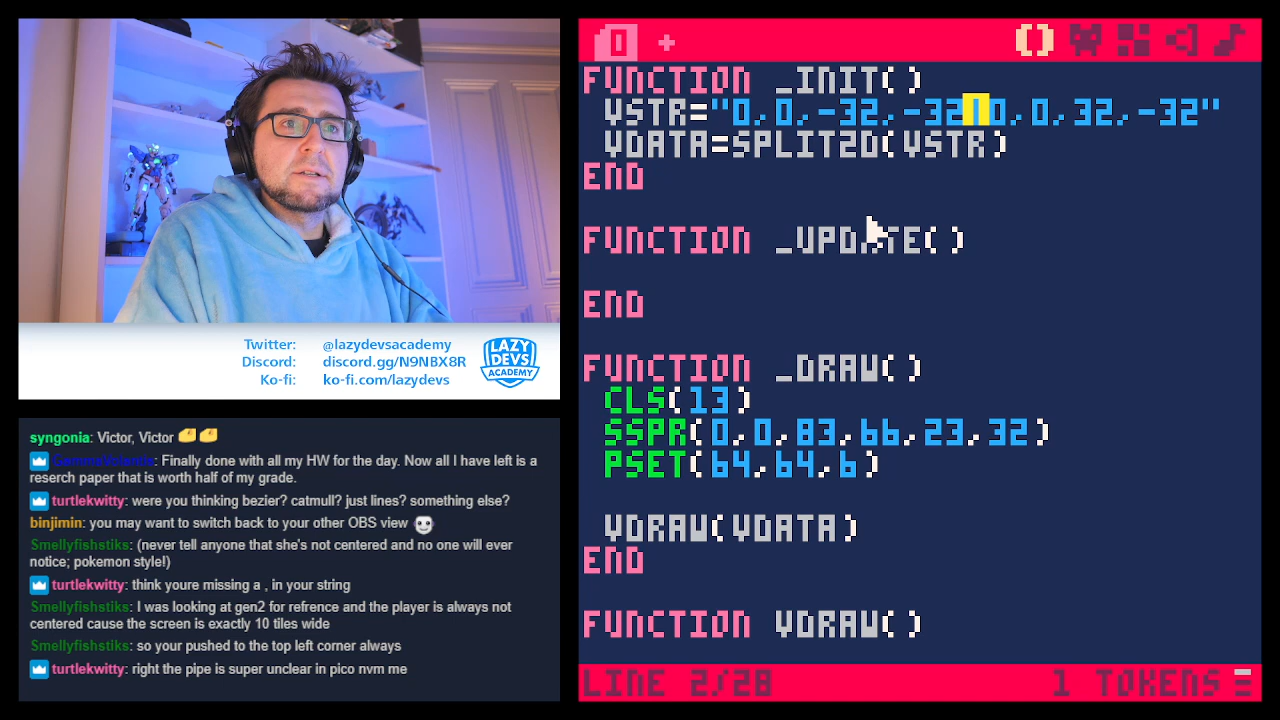 Twitter: @lazydevsacademy
Discord: discord.gg/N9NBX8R
Ko-fi: ko-fi.com/lazydevs
LAZY
DEVS
ACADEMY
syngonia: Victor, Victor
GammaVolantis: Finally done with all my HW for the day. Now all I have left is a
reserch paper that is worth half of my grade.
turtlekwitty: were you thinking bezier? catmull? just lines? something else?
binjimin: you may want to switch back to your other OBS view
Smellyfishstiks: (never tell anyone that she's not centered and no one will ever
notice; pokemon style!)
turtlekwitty: think youre missing a , in your string
Smellyfishstiks: I was looking at gen2 for refrence and the player is always not
centered cause the screen is exactly 10 tiles wide
Smellyfishstiks: so your pushed to the top left corner always
turtlekwitty: right the pipe is super unclear in pico nvm me
0 +
FUNCTION _INIT()
VSTR="0,0,-32,-32|0,0,32,-32"
VDATA=SPLIT2D(VSTR)
END
FUNCTION _UPDATE()
END
FUNCTION _DRAW()
CLS(13)
SSPR(0,0,83,66,23,32)
PSET(64,64,6)
VDRAW(VDATA)
END
FUNCTION VDRAW()
LINE 2/28
1 TOKENS